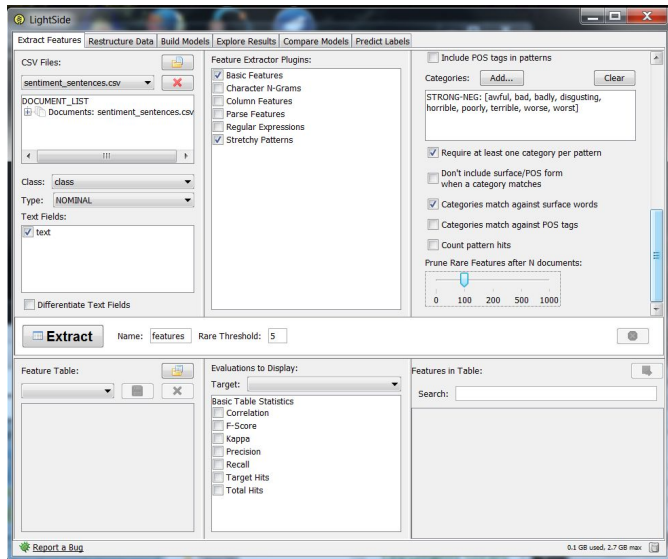 LightSide
Extract Features Restructure Data Build Models Explore Results Compare Models Predict Labels
CSV Files:
sentiment_sentences.csv
DOCUMENT_LIST
Documents: sentiment_sentences.csv
Class: class
Type: NOMINAL
Text Fields:
text
Differentiate Text Fields
Feature Extractor Plugins:
Basic Features
Character N-Grams
Column Features
Parse Features
Regular Expressions
Stretchy Patterns
Include POS tags in patterns
Categories: Add... Clear
STRONG-NEG: [awful, bad, badly, disgusting,
horrible, poorly, terrible, worse, worst]
Require at least one category per pattern
Don't include surface/POS form
when a category matches
Categories match against surface words
Categories match against POS tags
Count pattern hits
Prune Rare Features after N documents:
0 100 200 500 1000
Extract Name: features Rare Threshold: 5
Feature Table:
Evaluations to Display:
Target:
Basic Table Statistics
Correlation
F-Score
Kappa
Precision
Recall
Target Hits
Total Hits
Features in Table:
Search:
Report a Bug
0.1 GB used, 2.7 GB max